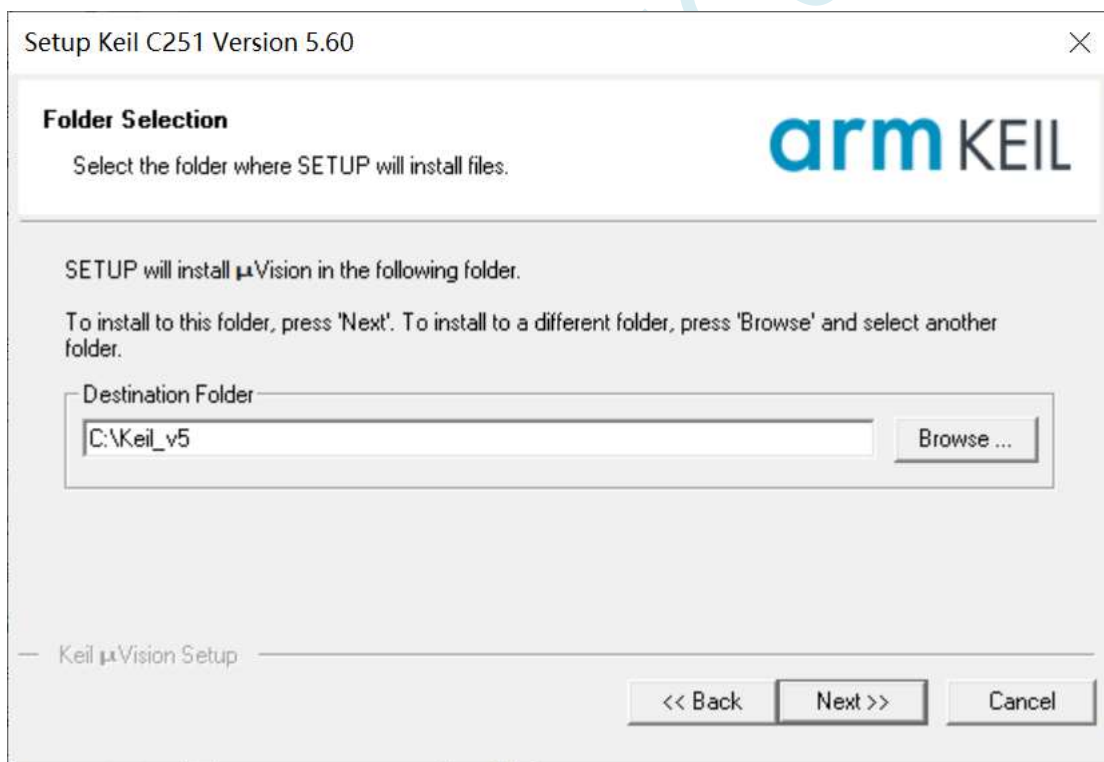 Setup Keil C251 Version 5.60
Folder Selection
Select the folder where SETUP will install files.
arm KEIL
SETUP will install µVision in the following folder.
To install to this folder, press 'Next'. To install to a different folder, press 'Browse' and select another
folder.
Destination Folder
C:\Keil_v5
Browse ...
Keil µVision Setup
<< Back
Next >>
Cancel